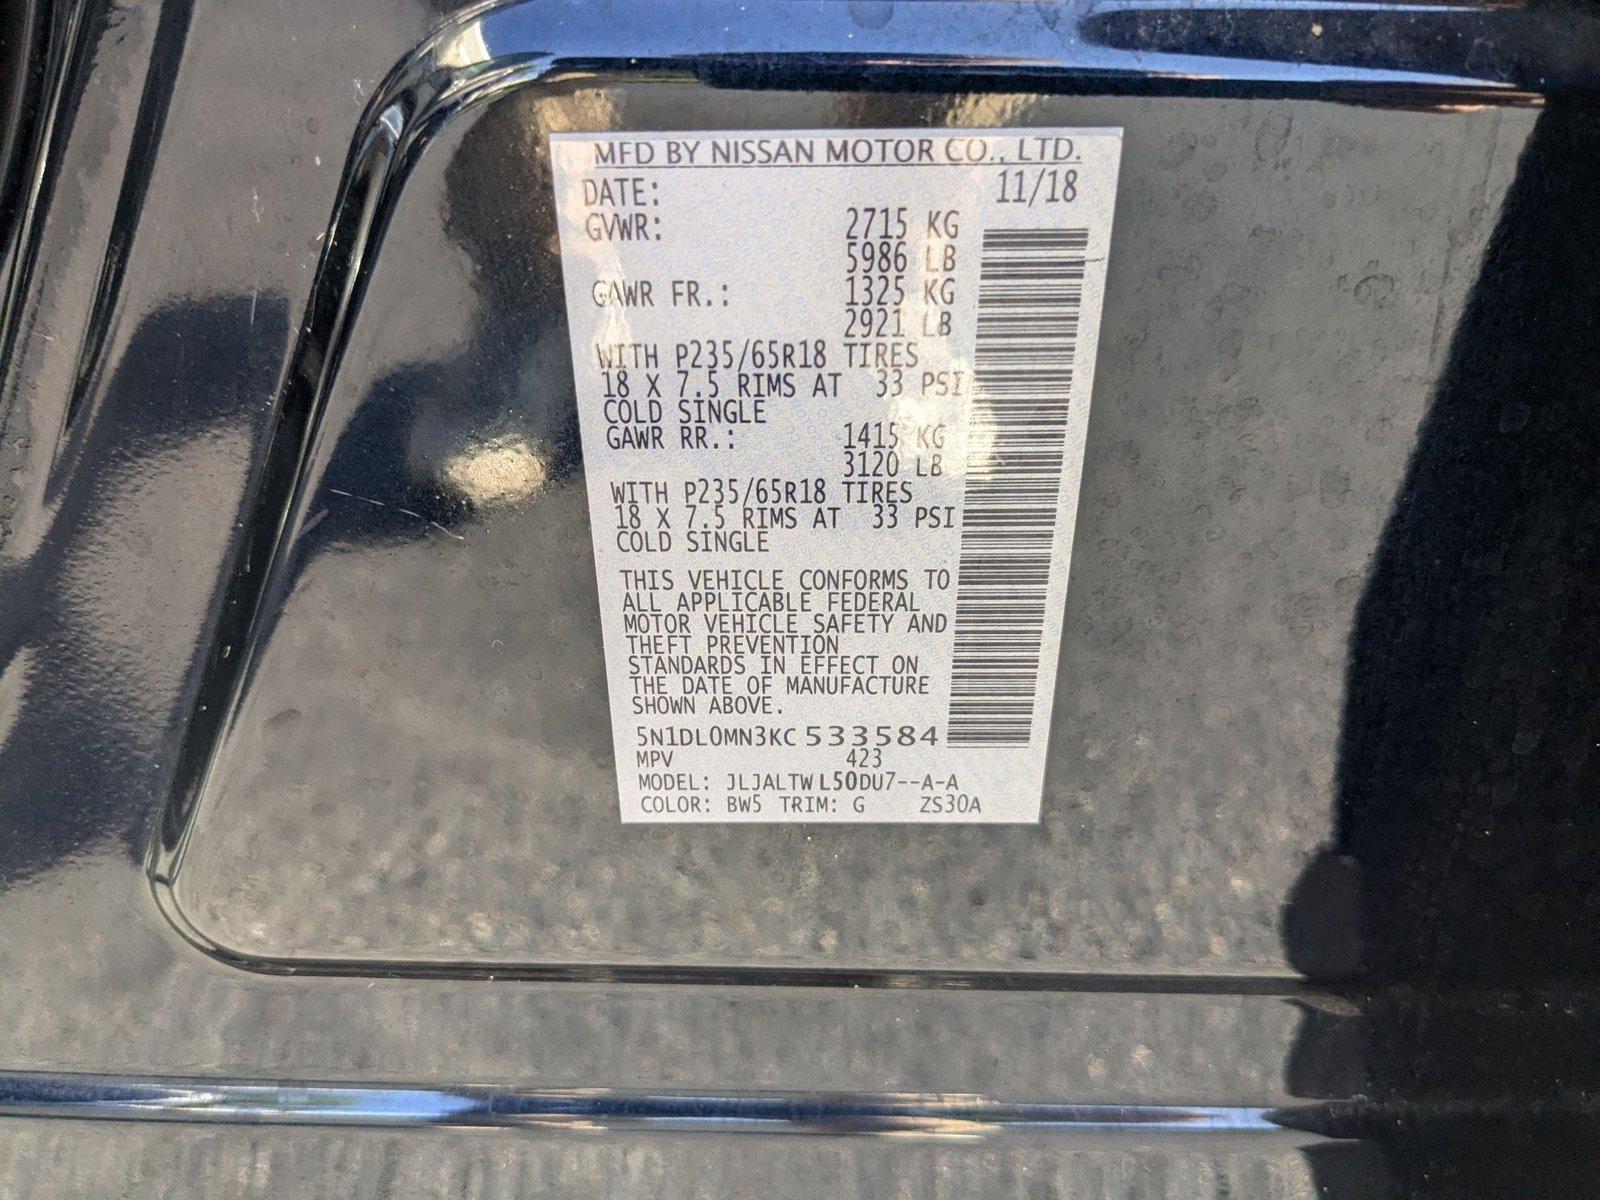 MFD BY NISSAN MOTOR CO., LTD.
DATE: 11/18
GVWR: 2715 KG
5986 LB
GAWR FR.: 1325 KG
2921 LB
WITH P235/65R18 TIRES
18 X 7.5 RIMS AT 33 PSI
COLD SINGLE
GAWR RR.: 1415 KG
3120 LB
WITH P235/65R18 TIRES
18 X 7.5 RIMS AT 33 PSI
COLD SINGLE
THIS VEHICLE CONFORMS TO
ALL APPLICABLE FEDERAL
MOTOR VEHICLE SAFETY AND
THEFT PREVENTION
STANDARDS IN EFFECT ON
THE DATE OF MANUFACTURE
SHOWN ABOVE.
5N1DL0MN3KC533584
MPV 423
MODEL: JLJALTWL50DU7--A-A
COLOR: BW5 TRIM: G ZS30A